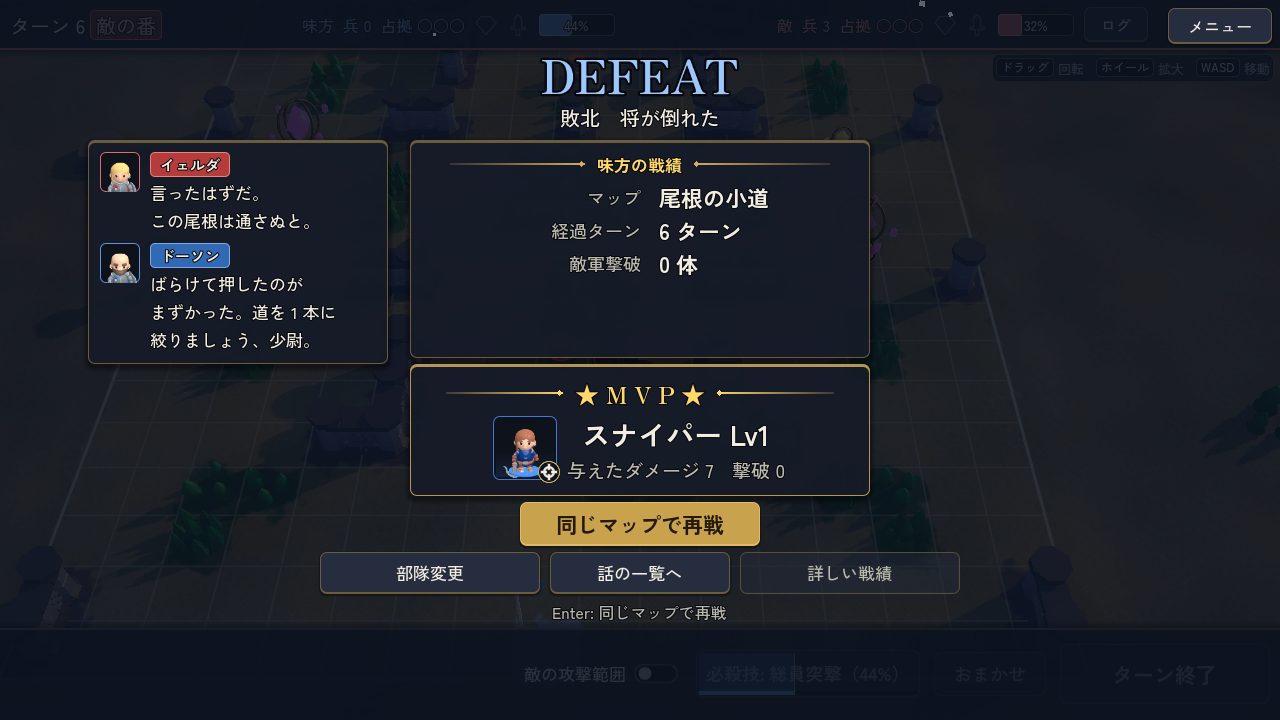 ターン 6 敵の番 味方 兵 0 占拠 44% 敵 兵 3 占拠 32% ログ メニュー
ドラッグ 回転 ホイール 拡大 WASD 移動
DEFEAT
敗北 将が倒れた
イェルダ
言ったはずだ。
この尾根は通さぬと。
ドーソン
ばらけて押したのが
まずかった。道を1本に
絞りましょう、少尉。
味方の戦績
マップ 尾根の小道
経過ターン 6 ターン
敵軍撃破 0 体
★ MVP ★
スナイパー Lv1
与えたダメージ 7 撃破 0
同じマップで再戦
部隊変更 話の一覧へ 詳しい戦績
Enter: 同じマップで再戦
敵の攻撃範囲 必殺技: 総員突撃（44%） おまかせ ターン終了